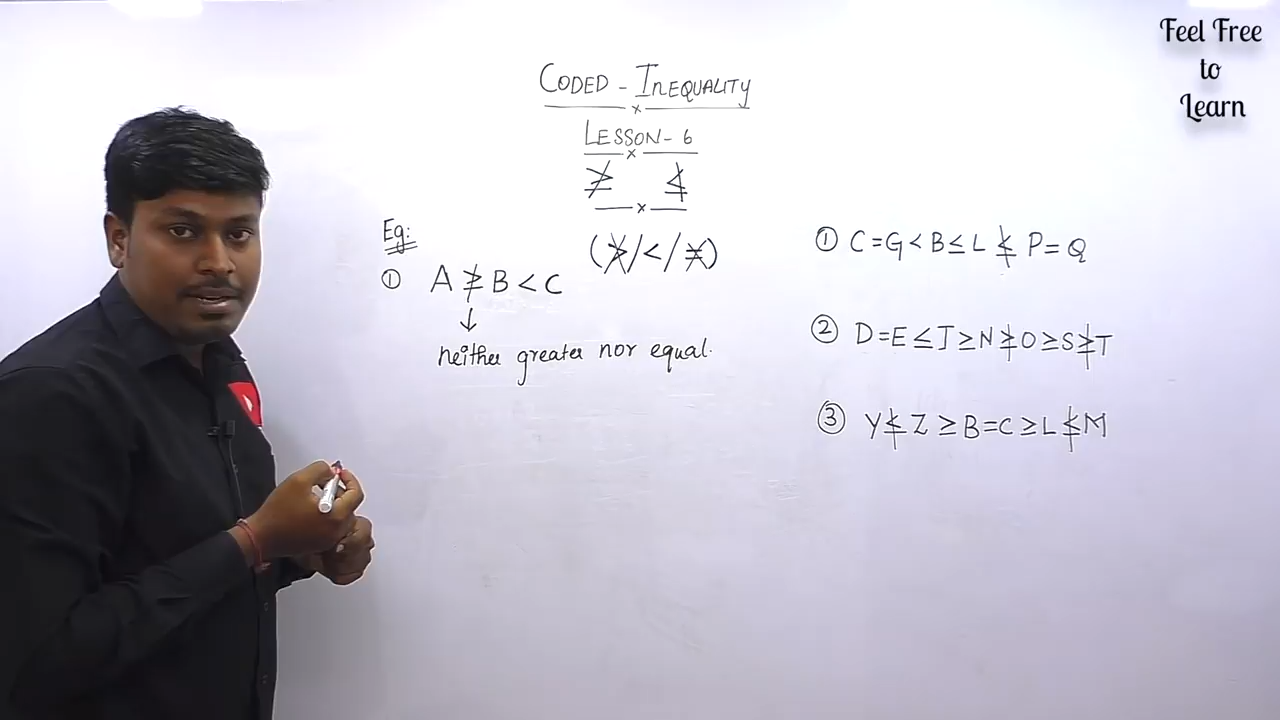 Feel Free
to
Learn
CODED - INEQUALITY
LESSON - 6
≱ ≰
Eg:
(≯/</≠)
① A ≱ B < C
↓
neither greater nor equal.
① C=G<B≤L≰P=Q
② D=E≤J≥N≱O≥S≱T
③ Y≰Z≥B=C≥L≰M